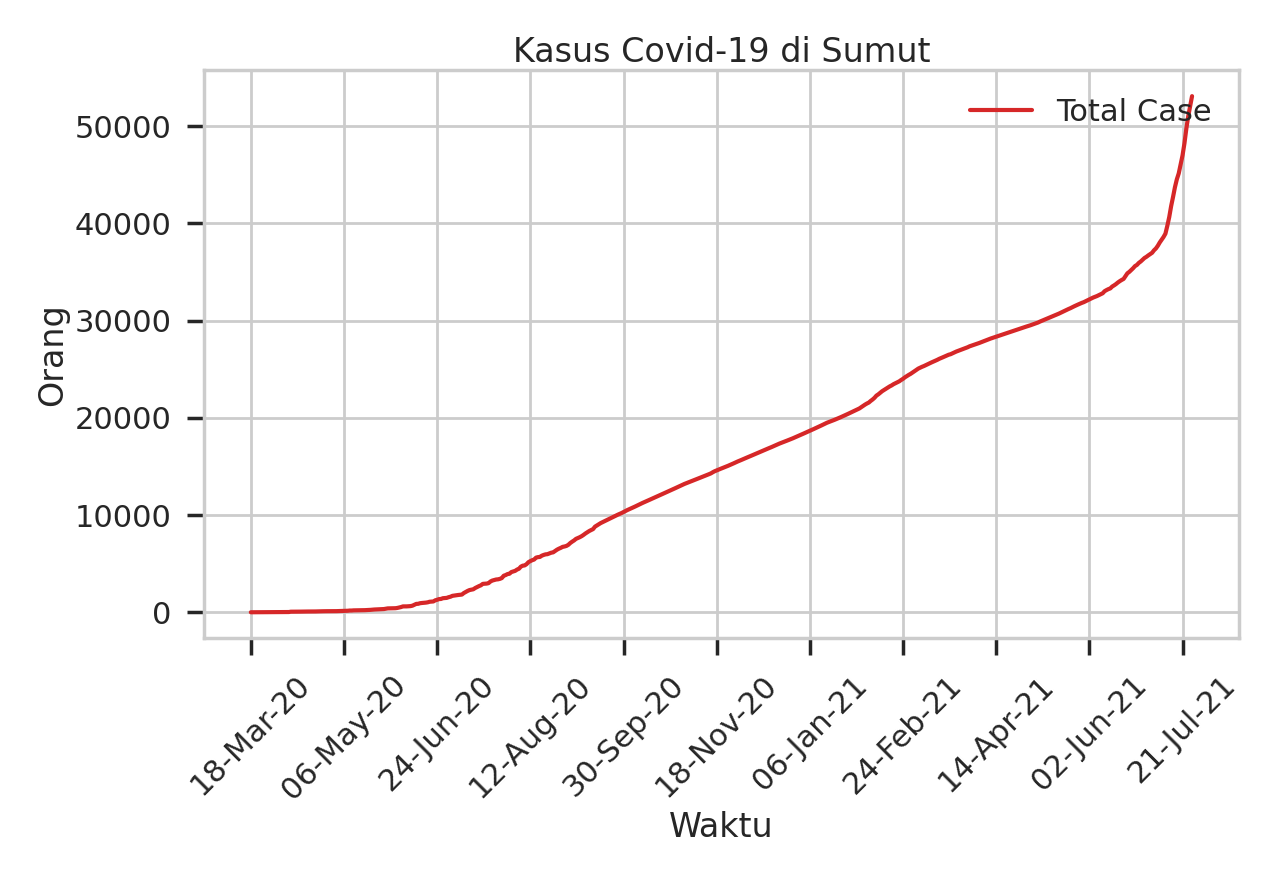 Kasus Covid-19 di Sumut
Total Case
50000
40000
30000
20000
10000
0
Orang
18-Mar-20
06-May-20
24-Jun-20
12-Aug-20
30-Sep-20
18-Nov-20
06-Jan-21
24-Feb-21
14-Apr-21
02-Jun-21
21-Jul-21
Waktu